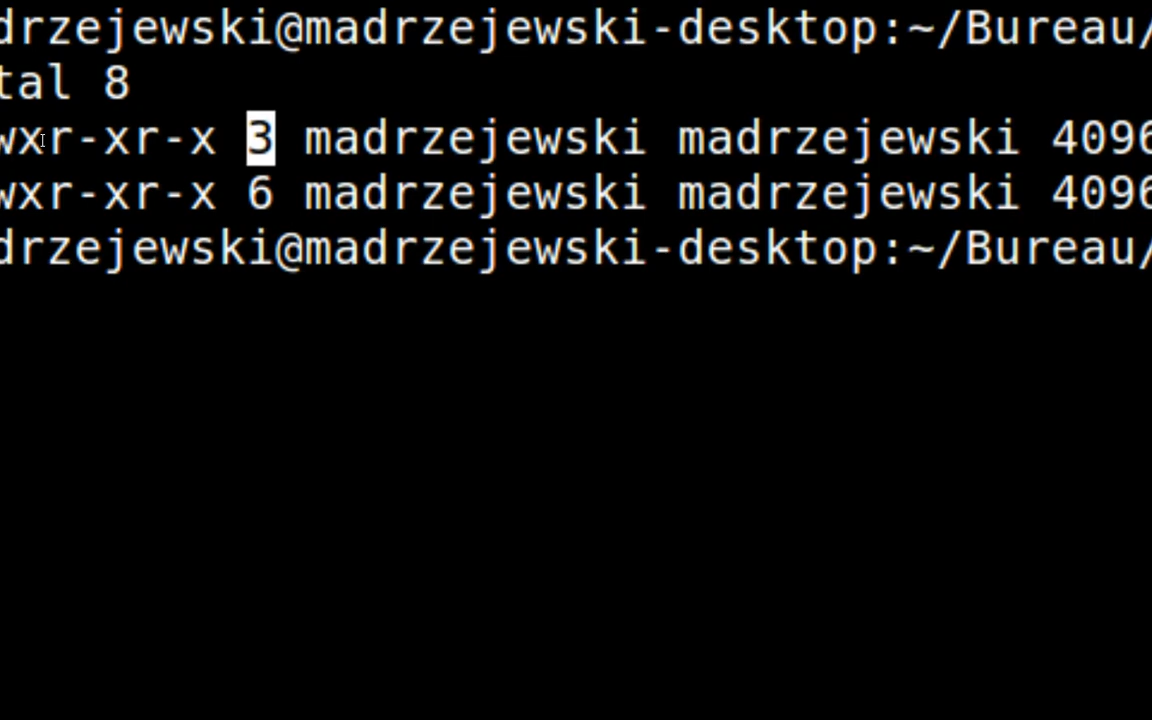 drzejewski@madrzejewski-desktop:~/Bureau/
tal 8
wxr-xr-x 3 madrzejewski madrzejewski 4096
wxr-xr-x 6 madrzejewski madrzejewski 4096
drzejewski@madrzejewski-desktop:~/Bureau/